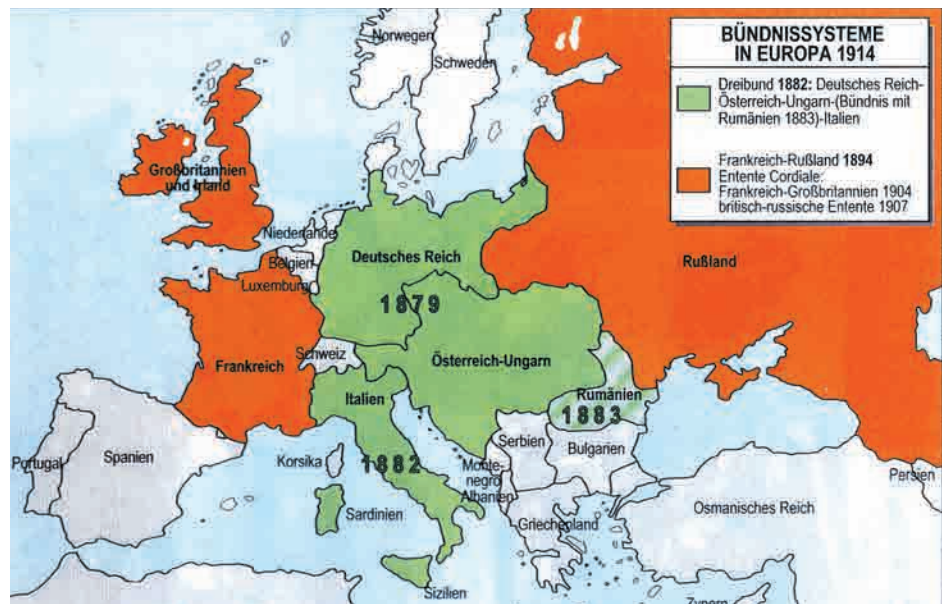 BÜNDNISSYSTEME
IN EUROPA 1914
Dreibund 1882: Deutsches Reich-
Österreich-Ungarn-(Bündnis mit
Rumänien 1883)-Italien
Frankreich-Rußland 1894
Entente Cordiale:
Frankreich-Großbritannien 1904
britisch-russische Entente 1907
Norwegen
Schweden
Großbritannien
und Irland
Niederlande
Belgien
Luxemburg
Deutsches Reich
Rußland
1879
Schweiz
Österreich-Ungarn
Frankreich
Italien
Rumänien
1883
Portugal
Spanien
Korsika
1882
Serbien
Bulgarien
Monte-
negro
Albanien
Persien
Sardinien
Griechenland
Osmanisches Reich
Sizilien
Zypern